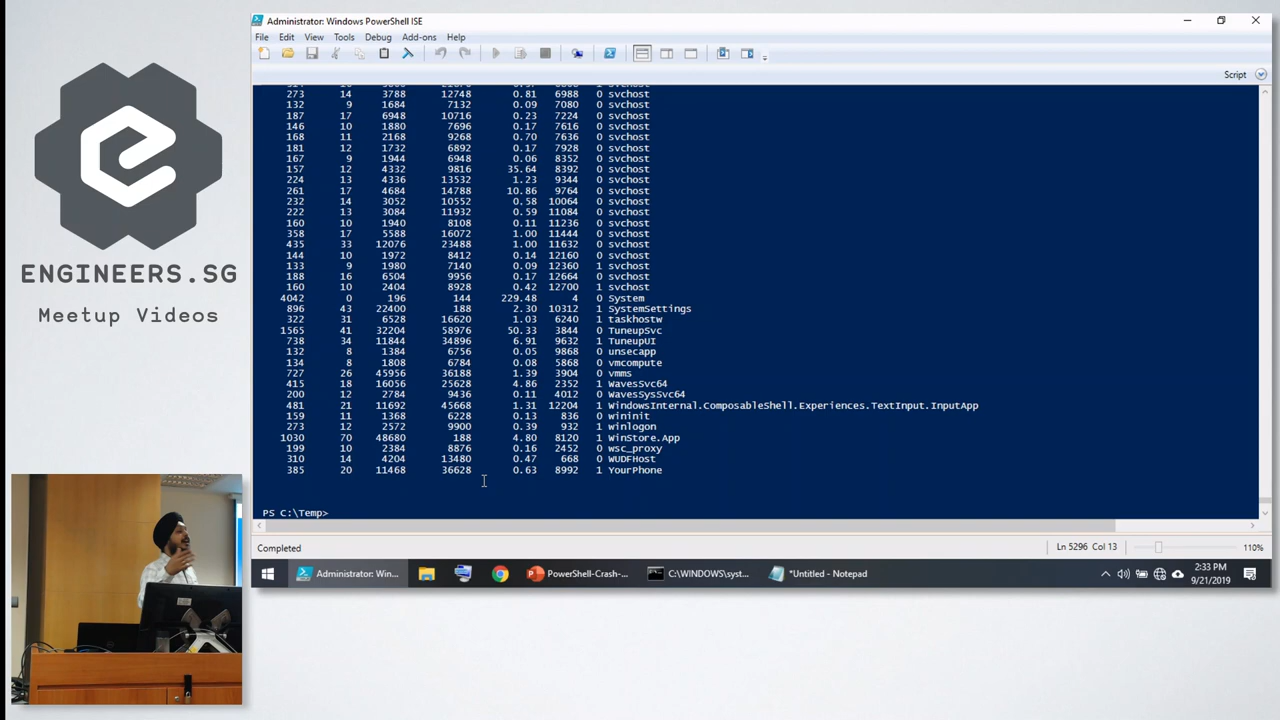 ENGINEERS.SG
Meetup Videos
Administrator: Windows PowerShell ISE
File Edit View Tools Debug Add-ons Help
Script
273 14 3788 12748 0.81 6988 0 svchost
132 9 1684 7132 0.09 7080 0 svchost
187 17 6948 10716 0.23 7224 0 svchost
146 10 1880 7696 0.17 7616 0 svchost
168 11 2168 9268 0.70 7636 0 svchost
181 12 1732 6892 0.17 7928 0 svchost
167 9 1944 6948 0.06 8352 0 svchost
157 12 4332 9816 35.64 8392 0 svchost
224 13 4336 13532 1.23 9344 0 svchost
261 17 4684 14788 10.86 9764 0 svchost
232 14 3052 10552 0.58 10064 0 svchost
222 13 3084 11932 0.59 11084 0 svchost
160 10 1940 8108 0.11 11236 0 svchost
358 17 5588 16072 1.00 11444 0 svchost
435 33 12076 23488 1.00 11632 0 svchost
144 10 1972 8412 0.14 12160 0 svchost
133 9 1980 7140 0.09 12360 1 svchost
188 16 6504 9956 0.17 12664 0 svchost
160 10 2404 8928 0.42 12700 1 svchost
4042 0 196 144 229.48 4 0 System
896 43 22400 188 2.30 10312 1 SystemSettings
322 31 6528 16620 1.03 6240 1 taskhostw
1565 41 32204 58976 50.33 3844 0 TuneupSvc
738 34 11844 34896 6.91 9632 1 TuneupUI
132 8 1384 6756 0.05 9868 0 unsecapp
134 8 1808 6784 0.08 5868 0 vmcompute
727 26 45956 36188 1.39 3904 0 vmms
415 18 16056 25628 4.86 2352 1 WavesSvc64
200 12 2784 9436 0.11 4012 0 WavesSysSvc64
481 21 11692 45668 1.31 12204 1 WindowsInternal.ComposableShell.Experiences.TextInput.InputApp
159 11 1368 6228 0.13 836 0 wininit
273 12 2572 9900 0.39 932 1 winlogon
1030 70 48680 188 4.80 8120 1 WinStore.App
199 10 2384 8876 0.16 2452 0 wsc_proxy
310 14 4204 13480 0.47 668 0 WUDFHost
385 20 11468 36628 0.63 8992 1 YourPhone
PS C:\Temp>
Completed
Ln 5296 Col 13
110%
Administrator: Win...
PowerShell-Crash-...
C:\WINDOWS\syst...
*Untitled - Notepad
2:33 PM
9/21/2019